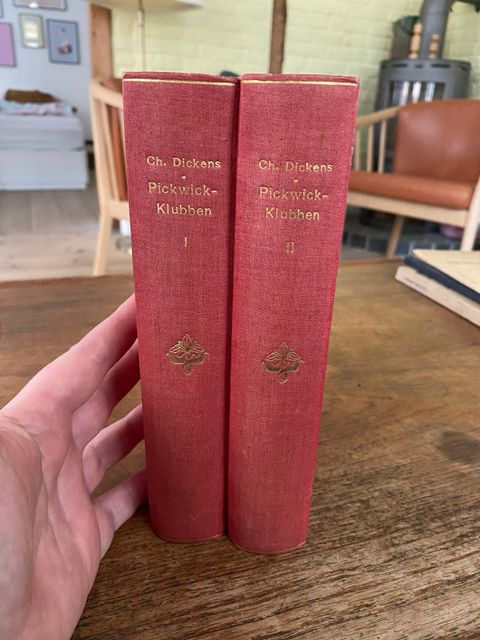 Ch. Dickens
-
Pickwick-
Klubben
I
Ch. Dickens
-
Pickwick-
Klubben
II